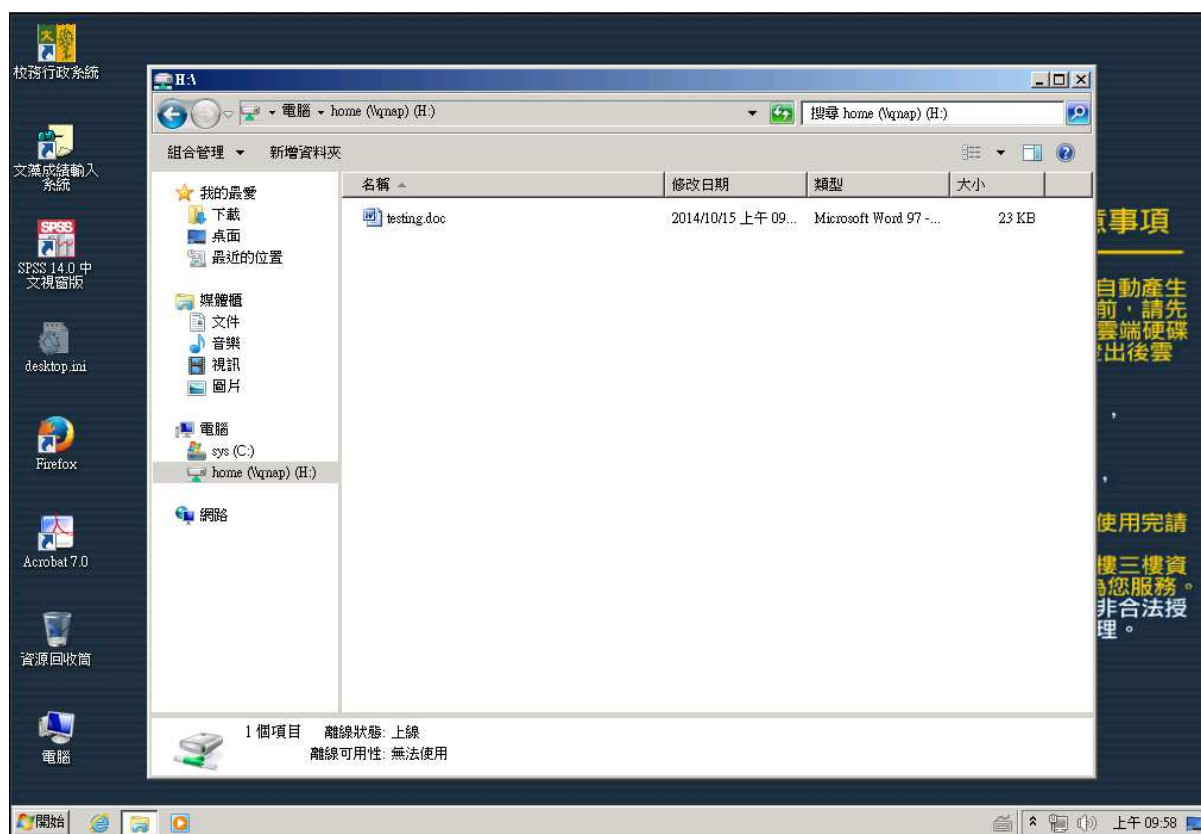 校務行政系統
文藻成績輸入
系統
SPSS
SPSS 14.0 中
文視窗版
desktop.ini
Firefox
Acrobat 7.0
資源回收筒
電腦
H:\
電腦
home (\\qnap) (H:)
搜尋 home (\\qnap) (H:)
組合管理
新增資料夾
我的最愛
下載
桌面
最近的位置
媒體櫃
文件
音樂
視訊
圖片
電腦
sys (C:)
home (\\qnap) (H:)
網路
名稱
修改日期
類型
大小
testing.doc
2014/10/15 上午 09...
Microsoft Word 97 -...
23 KB
1 個項目
離線狀態: 上線
離線可用性: 無法使用
意事項
自動產生
前，請先
雲端硬碟
登出後雲
，
，
使用完請
樓三樓資
為您服務。
非合法授
理。
開始
上午 09:58